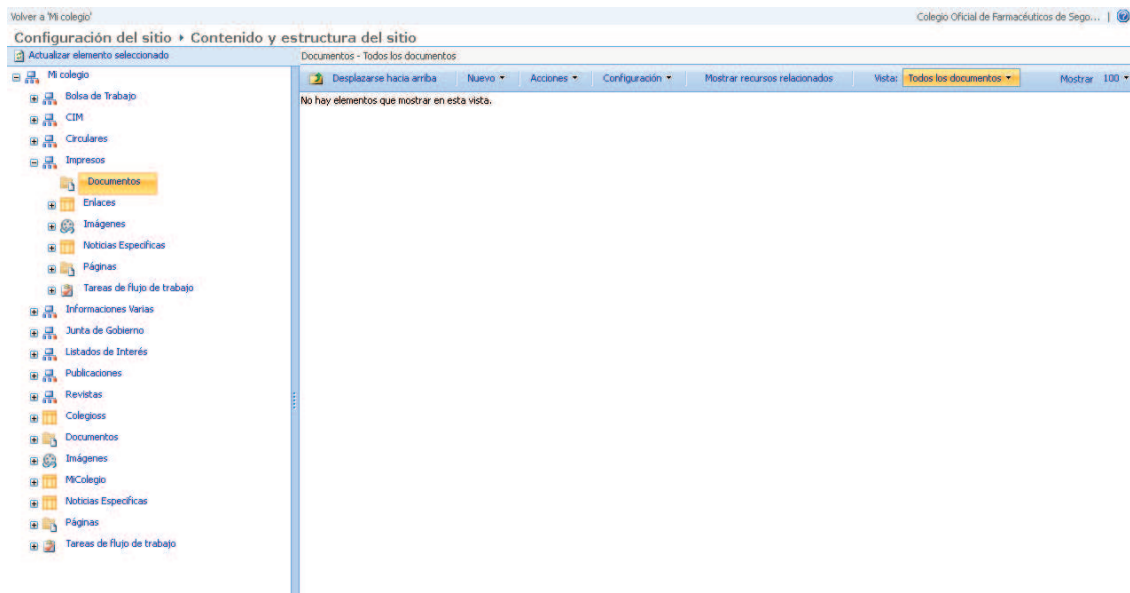 Volver a 'Mi colegio'
Colegio Oficial de Farmacéuticos de Sego... |
Configuración del sitio ▸ Contenido y estructura del sitio
Actualizar elemento seleccionado
Documentos - Todos los documentos
Desplazarse hacia arriba Nuevo Acciones Configuración Mostrar recursos relacionados Vista: Todos los documentos Mostrar 100
No hay elementos que mostrar en esta vista.
Mi colegio
Bolsa de Trabajo
CIM
Circulares
Impresos
Documentos
Enlaces
Imágenes
Noticias Especificas
Páginas
Tareas de flujo de trabajo
Informaciones Varias
Junta de Gobierno
Listados de Interés
Publicaciones
Revistas
Colegioss
Documentos
Imágenes
MiColegio
Noticias Especificas
Páginas
Tareas de flujo de trabajo